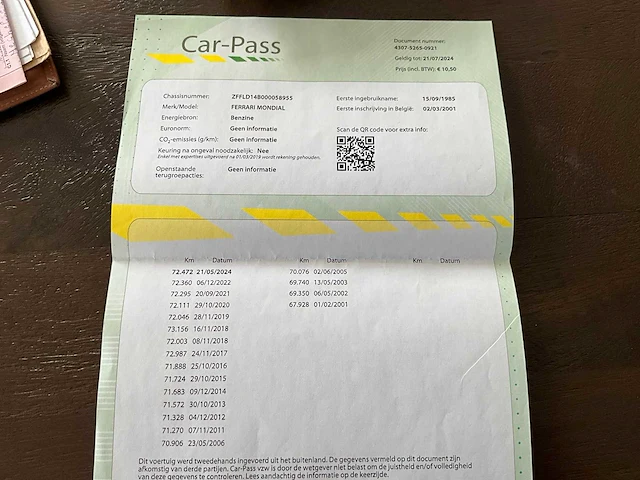 Car-Pass
Document nummer:
4307-5265-0921
Geldig tot: 21/07/2024
Prijs (incl. BTW): € 10,50
Chassisnummer: ZFFLD14B000058955
Merk/Model: FERRARI MONDIAL
Energiebron: Benzine
Euronorm: Geen informatie
CO2-emissies (g/km): Geen informatie
Keuring na ongeval noodzakelijk: Nee
Enkel met expertises uitgevoerd na 01/03/2019 wordt rekening gehouden.
Openstaande terugroepacties: Geen informatie
Eerste ingebruikname: 15/09/1985
Eerste inschrijving in België: 02/03/2001
Scan de QR code voor extra info:
Km Datum
72.472 21/05/2024
72.360 06/12/2022
72.295 20/09/2021
72.111 29/10/2020
72.046 28/11/2019
73.156 16/11/2018
72.003 08/11/2018
72.987 24/11/2017
71.888 25/10/2016
71.724 29/10/2015
71.683 09/12/2014
71.572 30/10/2013
71.328 04/12/2012
71.270 07/11/2011
70.906 23/05/2006
Km Datum
70.076 02/06/2005
69.740 13/05/2003
69.350 06/05/2002
67.928 01/02/2001
Km Datum
Dit voertuig werd tweedehands ingevoerd uit het buitenland. De gegevens vermeld op dit document zijn
afkomstig van derde partijen. Car-Pass vzw is door de wetgever niet belast om de juistheid en/of volledigheid
van deze gegevens te controleren. Lees aandachtig de informatie op de keerzijde.